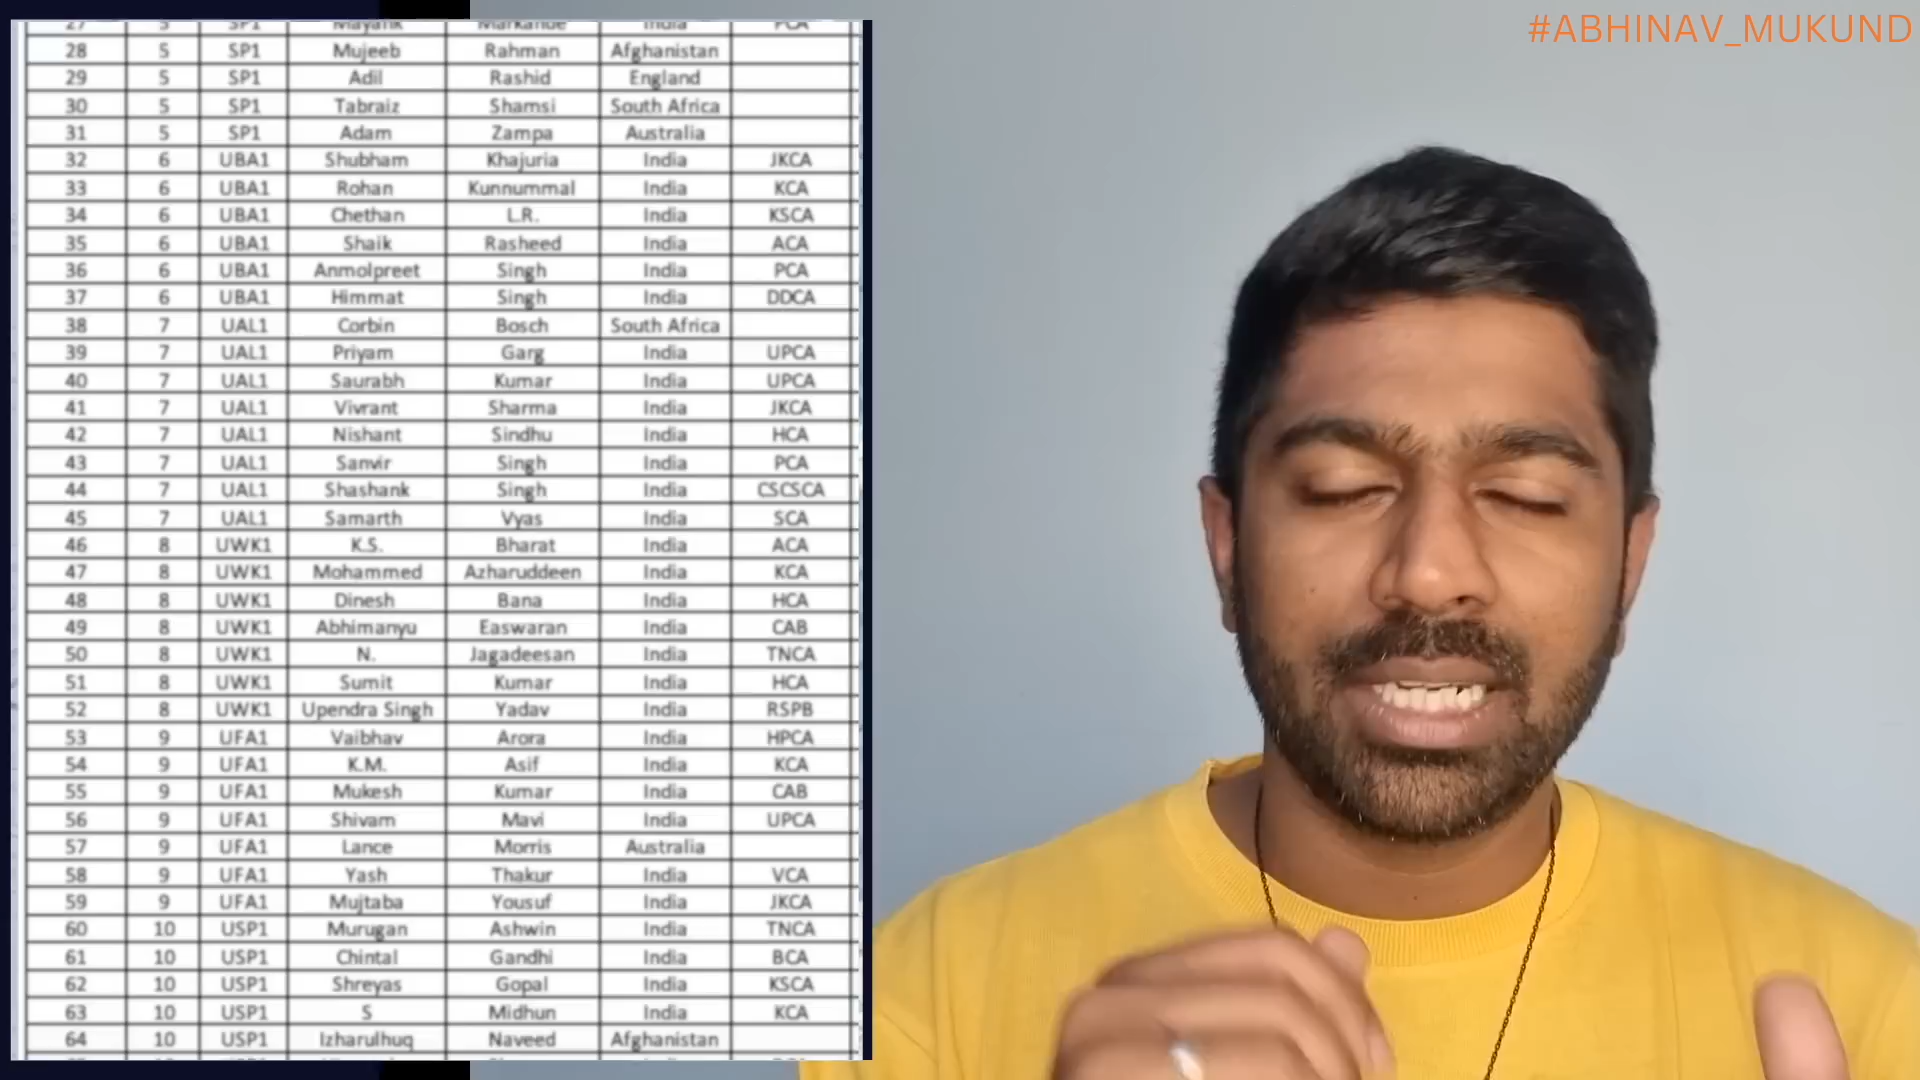 #ABHINAV_MUKUND
27 5 SP1 Mayank Markande India PCA
28 5 SP1 Mujeeb Rahman Afghanistan
29 5 SP1 Adil Rashid England
30 5 SP1 Tabraiz Shamsi South Africa
31 5 SP1 Adam Zampa Australia
32 6 UBA1 Shubham Khajuria India JKCA
33 6 UBA1 Rohan Kunnummal India KCA
34 6 UBA1 Chethan L.R. India KSCA
35 6 UBA1 Shaik Rasheed India ACA
36 6 UBA1 Anmolpreet Singh India PCA
37 6 UBA1 Himmat Singh India DDCA
38 7 UAL1 Corbin Bosch South Africa
39 7 UAL1 Priyam Garg India UPCA
40 7 UAL1 Saurabh Kumar India UPCA
41 7 UAL1 Vivrant Sharma India JKCA
42 7 UAL1 Nishant Sindhu India HCA
43 7 UAL1 Sanvir Singh India PCA
44 7 UAL1 Shashank Singh India CSCSCA
45 7 UAL1 Samarth Vyas India SCA
46 8 UWK1 K.S. Bharat India ACA
47 8 UWK1 Mohammed Azharuddeen India KCA
48 8 UWK1 Dinesh Bana India HCA
49 8 UWK1 Abhimanyu Easwaran India CAB
50 8 UWK1 N. Jagadeesan India TNCA
51 8 UWK1 Sumit Kumar India HCA
52 8 UWK1 Upendra Singh Yadav India RSPB
53 9 UFA1 Vaibhav Arora India HPCA
54 9 UFA1 K.M. Asif India KCA
55 9 UFA1 Mukesh Kumar India CAB
56 9 UFA1 Shivam Mavi India UPCA
57 9 UFA1 Lance Morris Australia
58 9 UFA1 Yash Thakur India VCA
59 9 UFA1 Mujtaba Yousuf India JKCA
60 10 USP1 Murugan Ashwin India TNCA
61 10 USP1 Chintal Gandhi India BCA
62 10 USP1 Shreyas Gopal India KSCA
63 10 USP1 S Midhun India KCA
64 10 USP1 Izharulhuq Naveed Afghanistan